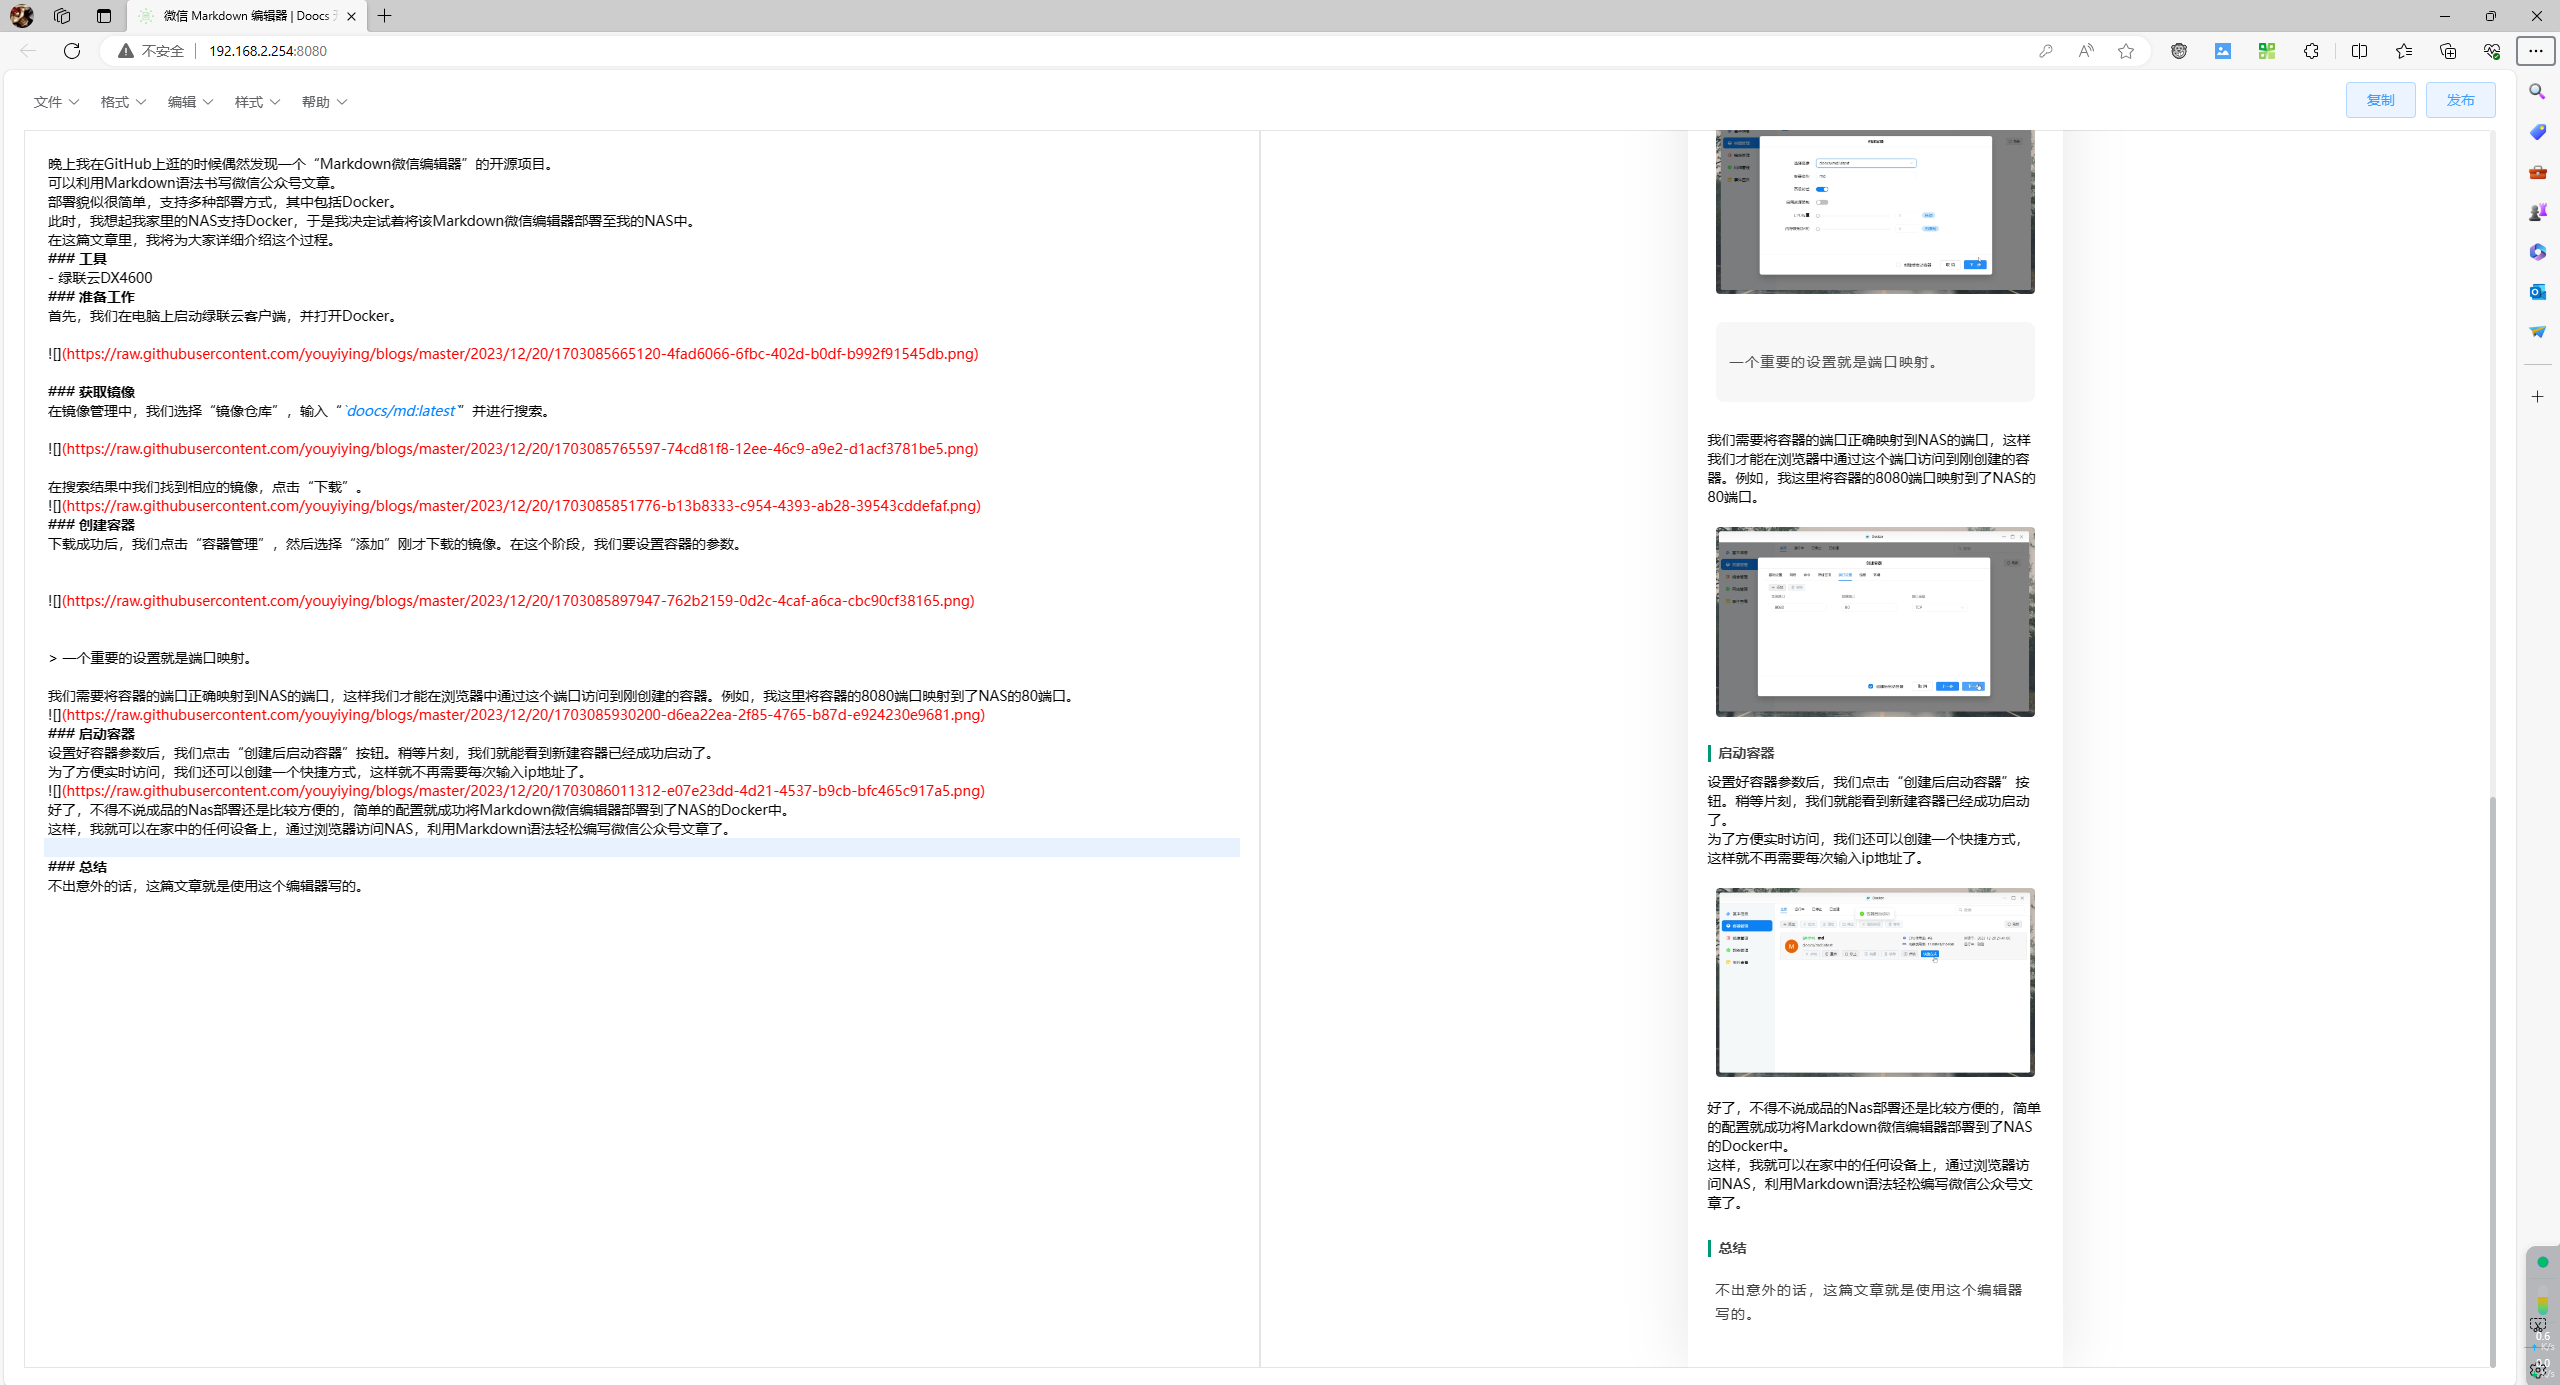 微信 Markdown 编辑器 | Doocs
不安全
192.168.2.254:8080
文件 格式 编辑 样式 帮助
复制 发布
晚上我在GitHub上逛的时候偶然发现一个“Markdown微信编辑器”的开源项目。
可以利用Markdown语法书写微信公众号文章。
部署貌似很简单，支持多种部署方式，其中包括Docker。
此时，我想起我家里的NAS支持Docker，于是我决定试着将该Markdown微信编辑器部署至我的NAS中。
在这篇文章里，我将为大家详细介绍这个过程。
### 工具
- 绿联云DX4600
### 准备工作
首先，我们在电脑上启动绿联云客户端，并打开Docker。
![](https://raw.githubusercontent.com/youyiying/blogs/master/2023/12/20/1703085665120-4fad6066-6fbc-402d-b0df-b992f91545db.png)
### 获取镜像
在镜像管理中，我们选择“镜像仓库”，输入“`doocs/md:latest`”并进行搜索。
![](https://raw.githubusercontent.com/youyiying/blogs/master/2023/12/20/1703085765597-74cd81f8-12ee-46c9-a9e2-d1acf3781be5.png)
在搜索结果中我们找到相应的镜像，点击“下载”。
![](https://raw.githubusercontent.com/youyiying/blogs/master/2023/12/20/1703085851776-b13b8333-c954-4393-ab28-39543cddefaf.png)
### 创建容器
下载成功后，我们点击“容器管理”，然后选择“添加”刚才下载的镜像。在这个阶段，我们要设置容器的参数。
![](https://raw.githubusercontent.com/youyiying/blogs/master/2023/12/20/1703085897947-762b2159-0d2c-4caf-a6ca-cbc90cf38165.png)
> 一个重要的设置就是端口映射。
我们需要将容器的端口正确映射到NAS的端口，这样我们才能在浏览器中通过这个端口访问到刚创建的容器。例如，我这里将容器的8080端口映射到了NAS的80端口。
![](https://raw.githubusercontent.com/youyiying/blogs/master/2023/12/20/1703085930200-d6ea22ea-2f85-4765-b87d-e924230e9681.png)
### 启动容器
设置好容器参数后，我们点击“创建后启动容器”按钮。稍等片刻，我们就能看到新建容器已经成功启动了。
为了方便实时访问，我们还可以创建一个快捷方式，这样就不再需要每次输入ip地址了。
![](https://raw.githubusercontent.com/youyiying/blogs/master/2023/12/20/1703086011312-e07e23dd-4d21-4537-b9cb-bfc465c917a5.png)
好了，不得不说成品的Nas部署还是比较方便的，简单的配置就成功将Markdown微信编辑器部署到了NAS的Docker中。
这样，我就可以在家中的任何设备上，通过浏览器访问NAS，利用Markdown语法轻松编写微信公众号文章了。
### 总结
不出意外的话，这篇文章就是使用这个编辑器写的。
一个重要的设置就是端口映射。
我们需要将容器的端口正确映射到NAS的端口，这样
我们才能在浏览器中通过这个端口访问到刚创建的容
器。例如，我这里将容器的8080端口映射到了NAS的
80端口。
启动容器
设置好容器参数后，我们点击“创建后启动容器”按
钮。稍等片刻，我们就能看到新建容器已经成功启动
了。
为了方便实时访问，我们还可以创建一个快捷方式，
这样就不再需要每次输入ip地址了。
好了，不得不说成品的Nas部署还是比较方便的，简单
的配置就成功将Markdown微信编辑器部署到了NAS
的Docker中。
这样，我就可以在家中的任何设备上，通过浏览器访
问NAS，利用Markdown语法轻松编写微信公众号文
章了。
总结
不出意外的话，这篇文章就是使用这个编辑器
写的。